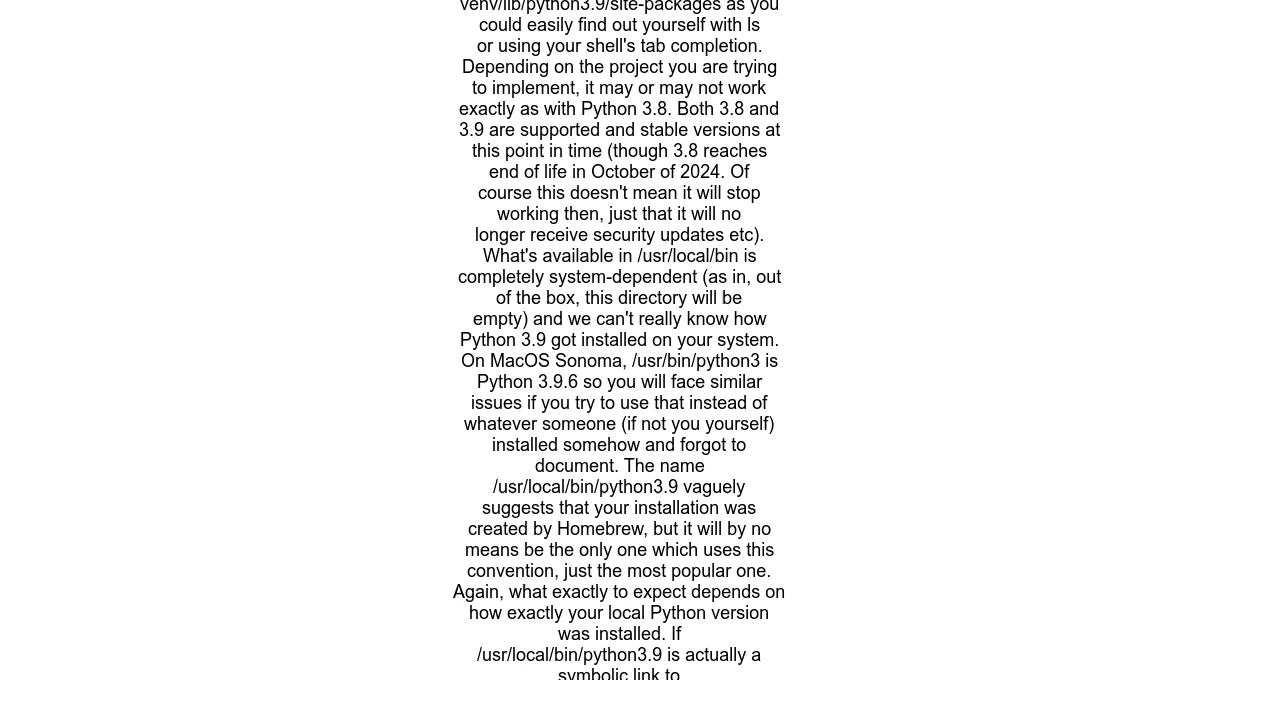 venv/lib/python3.9/site-packages as you
could easily find out yourself with ls
or using your shell's tab completion.
Depending on the project you are trying
to implement, it may or may not work
exactly as with Python 3.8. Both 3.8 and
3.9 are supported and stable versions at
this point in time (though 3.8 reaches
end of life in October of 2024. Of
course this doesn't mean it will stop
working then, just that it will no
longer receive security updates etc).
What's available in /usr/local/bin is
completely system-dependent (as in, out
of the box, this directory will be
empty) and we can't really know how
Python 3.9 got installed on your system.
On MacOS Sonoma, /usr/bin/python3 is
Python 3.9.6 so you will face similar
issues if you try to use that instead of
whatever someone (if not you yourself)
installed somehow and forgot to
document. The name
/usr/local/bin/python3.9 vaguely
suggests that your installation was
created by Homebrew, but it will by no
means be the only one which uses this
convention, just the most popular one.
Again, what exactly to expect depends on
how exactly your local Python version
was installed. If
/usr/local/bin/python3.9 is actually a
symbolic link to